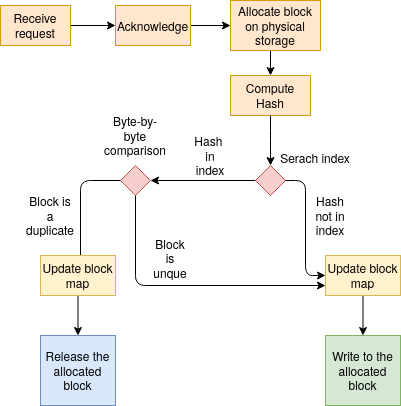 Receive
request
Acknowledge
Allocate block
on physical
storage
Compute
Hash
Serach index
Hash
in
index
Byte-by-
byte
comparison
Hash
not in
index
Block is
a
duplicate
Block
is
unque
Update block
map
Update block
map
Release the
allocated
block
Write to the
allocated
block